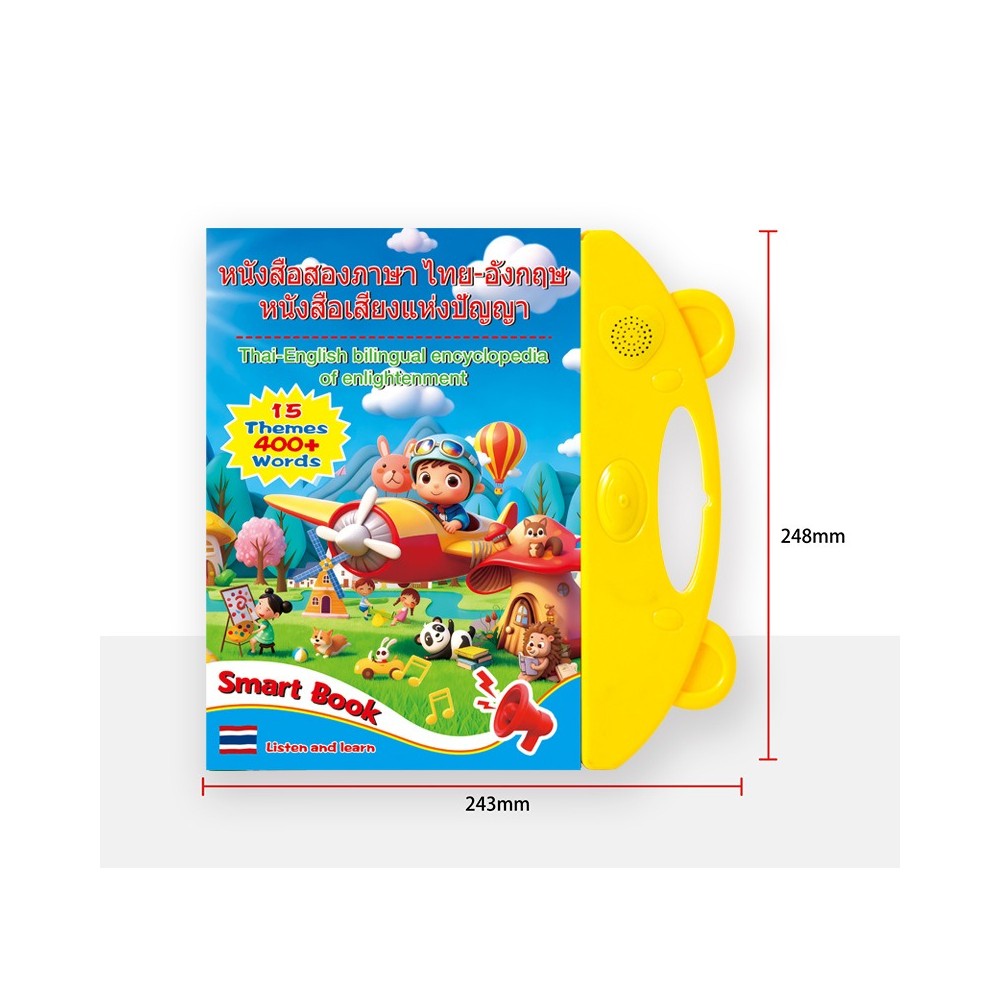 หนังสือสองภาษา ไทย-อังกฤษ
หนังสือเสียงแห่งปัญญา
Thai-English bilingual encyclopedia
of enlightenment
15
Themes
400+
Words
Smart Book
Listen and learn
248mm
243mm